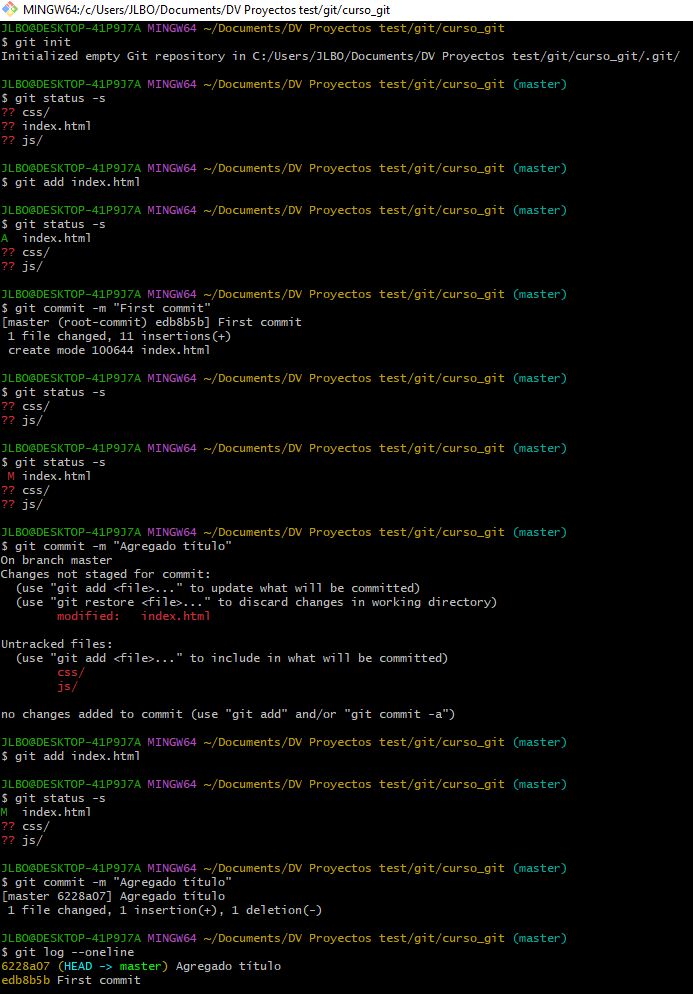 MINGW64:/c/Users/JLBO/Documents/DV Proyectos test/git/curso_git
JLBO@DESKTOP-41P9J7A MINGW64 ~/Documents/DV Proyectos test/git/curso_git
$ git init
Initialized empty Git repository in C:/Users/JLBO/Documents/DV Proyectos test/git/curso_git/.git/
JLBO@DESKTOP-41P9J7A MINGW64 ~/Documents/DV Proyectos test/git/curso_git (master)
$ git status -s
?? css/
?? index.html
?? js/
JLBO@DESKTOP-41P9J7A MINGW64 ~/Documents/DV Proyectos test/git/curso_git (master)
$ git add index.html
JLBO@DESKTOP-41P9J7A MINGW64 ~/Documents/DV Proyectos test/git/curso_git (master)
$ git status -s
A  index.html
?? css/
?? js/
JLBO@DESKTOP-41P9J7A MINGW64 ~/Documents/DV Proyectos test/git/curso_git (master)
$ git commit -m "First commit"
[master (root-commit) edb8b5b] First commit
 1 file changed, 11 insertions(+)
 create mode 100644 index.html
JLBO@DESKTOP-41P9J7A MINGW64 ~/Documents/DV Proyectos test/git/curso_git (master)
$ git status -s
?? css/
?? js/
JLBO@DESKTOP-41P9J7A MINGW64 ~/Documents/DV Proyectos test/git/curso_git (master)
$ git status -s
 M index.html
?? css/
?? js/
JLBO@DESKTOP-41P9J7A MINGW64 ~/Documents/DV Proyectos test/git/curso_git (master)
$ git commit -m "Agregado título"
On branch master
Changes not staged for commit:
  (use "git add <file>..." to update what will be committed)
  (use "git restore <file>..." to discard changes in working directory)
        modified:   index.html
Untracked files:
  (use "git add <file>..." to include in what will be committed)
        css/
        js/
no changes added to commit (use "git add" and/or "git commit -a")
JLBO@DESKTOP-41P9J7A MINGW64 ~/Documents/DV Proyectos test/git/curso_git (master)
$ git add index.html
JLBO@DESKTOP-41P9J7A MINGW64 ~/Documents/DV Proyectos test/git/curso_git (master)
$ git status -s
M  index.html
?? css/
?? js/
JLBO@DESKTOP-41P9J7A MINGW64 ~/Documents/DV Proyectos test/git/curso_git (master)
$ git commit -m "Agregado título"
[master 6228a07] Agregado título
 1 file changed, 1 insertion(+), 1 deletion(-)
JLBO@DESKTOP-41P9J7A MINGW64 ~/Documents/DV Proyectos test/git/curso_git (master)
$ git log --oneline
6228a07 (HEAD -> master) Agregado título
edb8b5b First commit